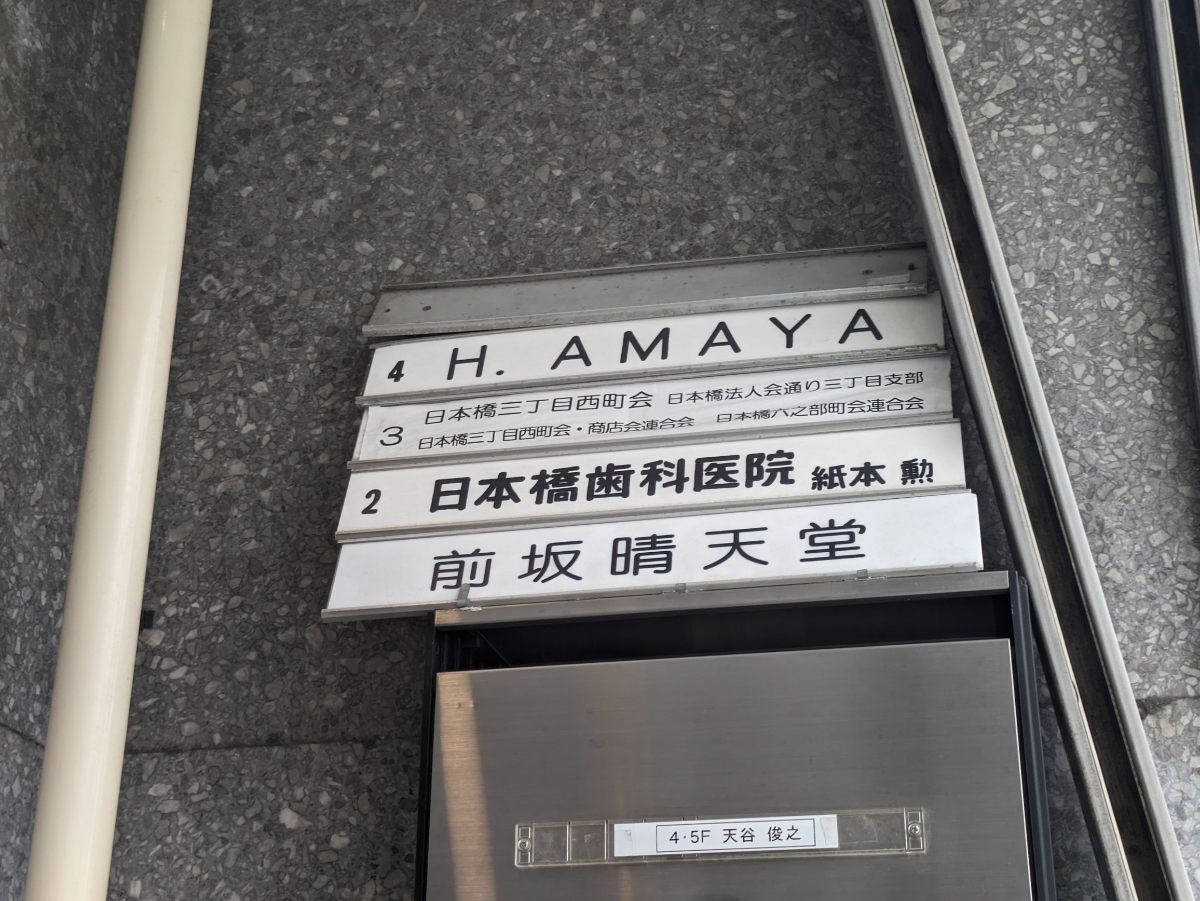 4 H. AMAYA
3 日本橋三丁目西町会 日本橋法人会通り三丁目支部
日本橋三丁目西町会・商店会連合会 日本橋六之部町会連合会
2 日本橋歯科医院 紙本 勲
前坂晴天堂
4・5F 天谷 俊之